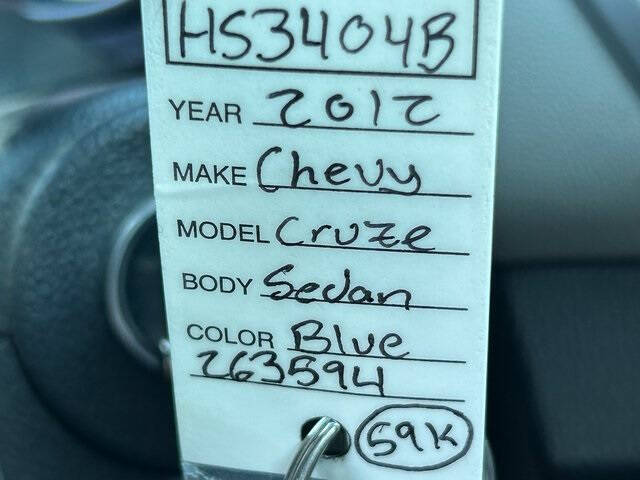 HS3404B
YEAR 2012
MAKE Chevy
MODEL Cruze
BODY Sedan
COLOR Blue
263594
59K